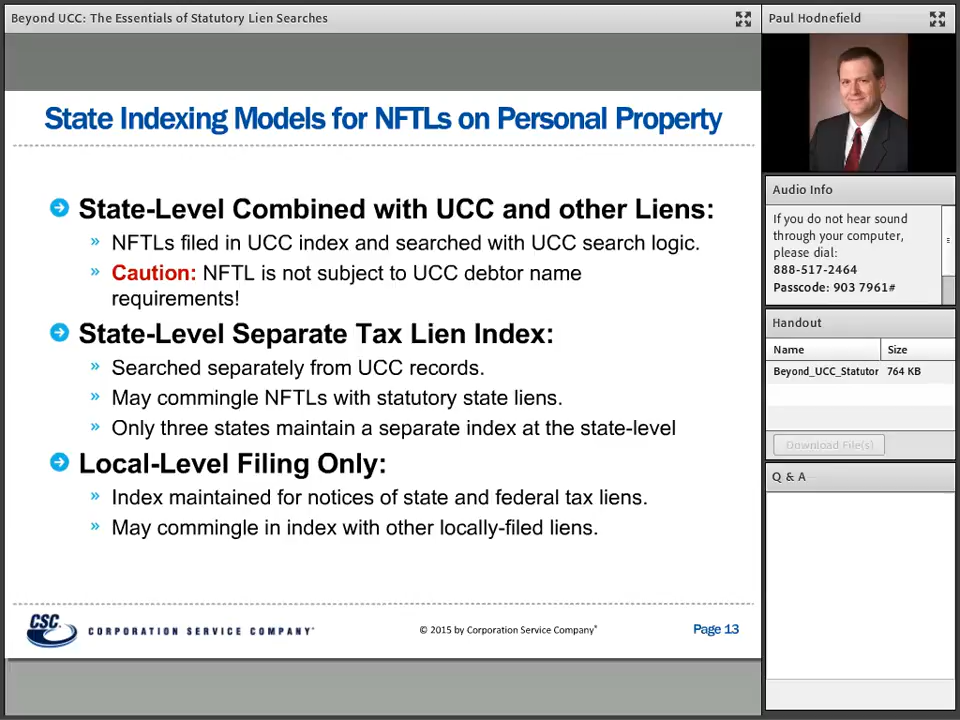 Beyond UCC: The Essentials of Statutory Lien Searches
State Indexing Models for NFTLs on Personal Property
State-Level Combined with UCC and other Liens:
» NFTLs filed in UCC index and searched with UCC search logic.
» Caution: NFTL is not subject to UCC debtor name
requirements!
State-Level Separate Tax Lien Index:
» Searched separately from UCC records.
» May commingle NFTLs with statutory state liens.
» Only three states maintain a separate index at the state-level
Local-Level Filing Only:
» Index maintained for notices of state and federal tax liens.
» May commingle in index with other locally-filed liens.
CSC.
CORPORATION SERVICE COMPANY®
© 2015 by Corporation Service Company®
Page 13
Paul Hodnefield
Audio Info
If you do not hear sound
through your computer,
please dial:
888-517-2464
Passcode: 903 7961#
Handout
Name Size
Beyond_UCC_Statutor 764 KB
Download File(s)
Q & A